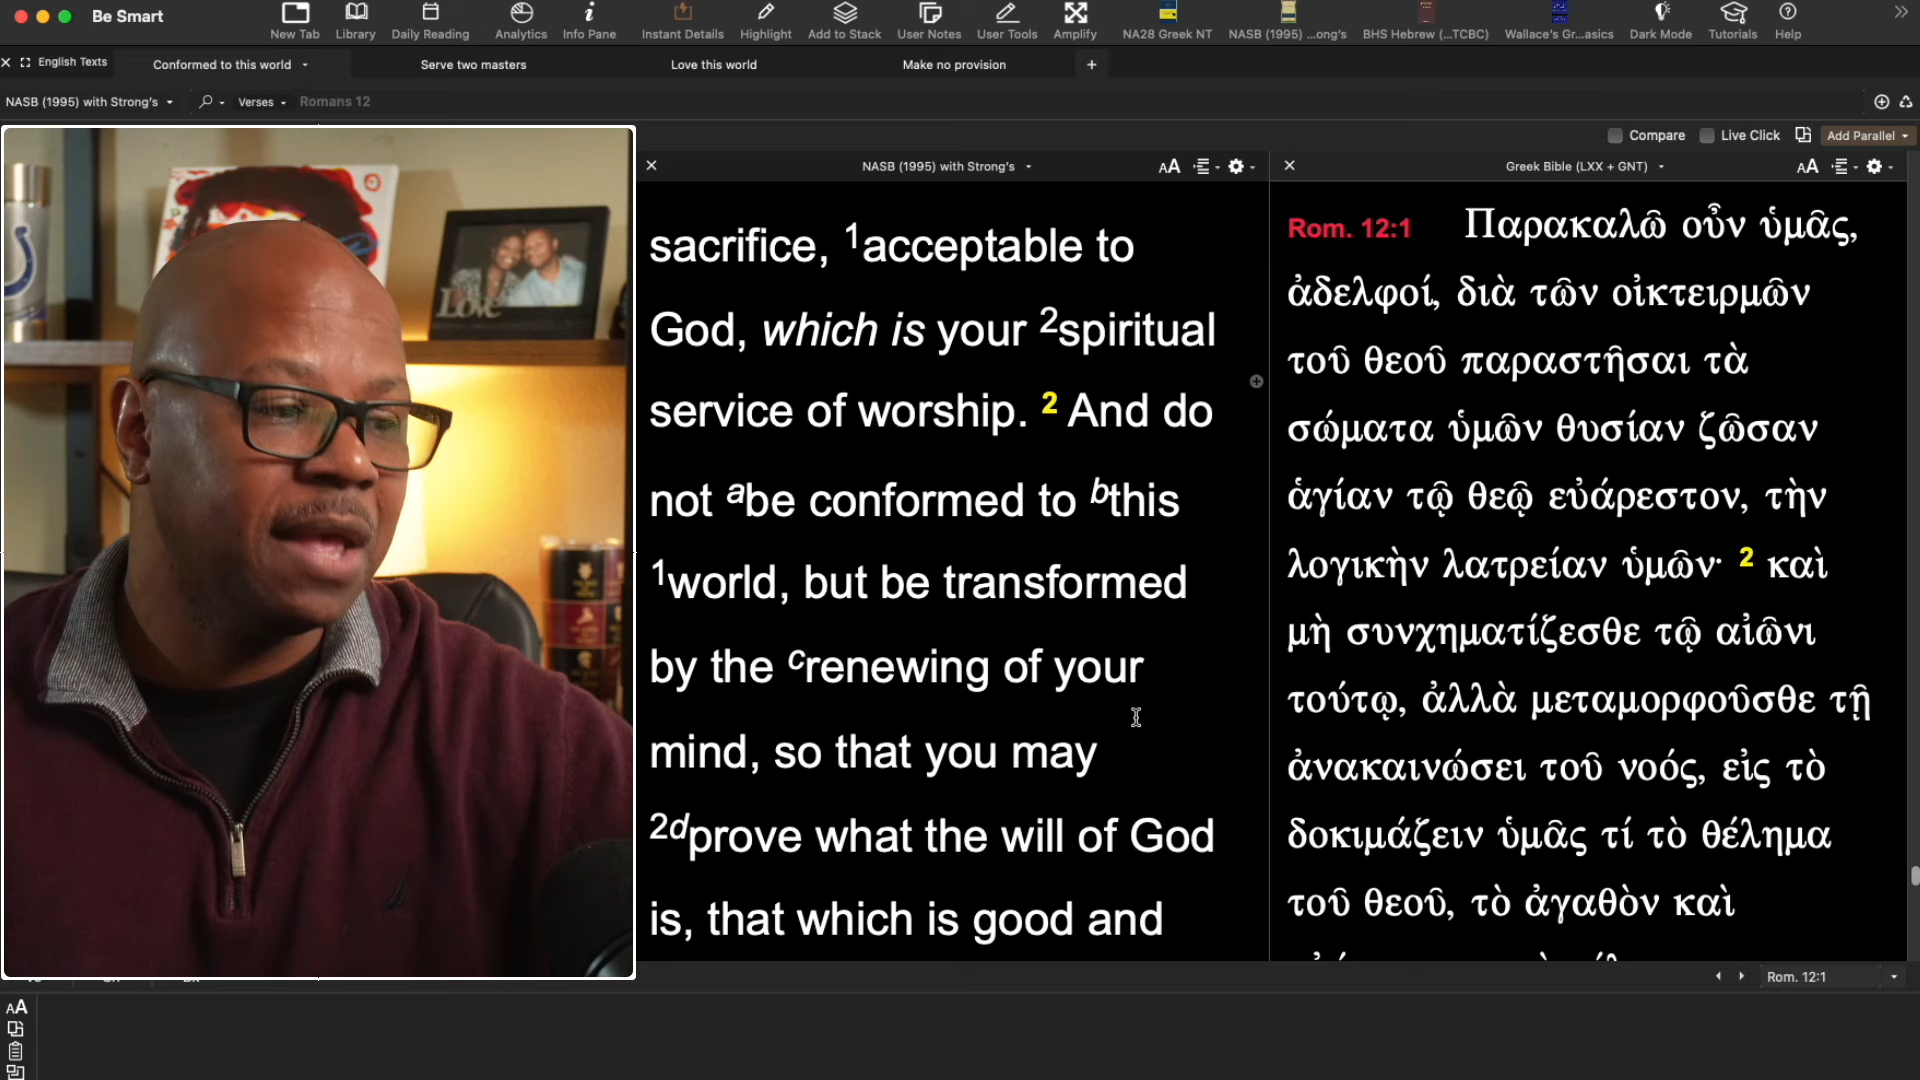 Be Smart
New Tab
Library
Daily Reading
Analytics
Info Pane
Instant Details
Highlight
Add to Stack
User Notes
User Tools
Amplify
NA28 Greek NT
NASB (1995) ...ong's
BHS Hebrew (...TCBC)
Wallace's Gr...asics
Dark Mode
Tutorials
Help
English Texts
Conformed to this world
Serve two masters
Love this world
Make no provision
NASB (1995) with Strong's
Verses
Romans 12
Compare
Live Click
Add Parallel
NASB (1995) with Strong's
AA
sacrifice, 1acceptable to
God, which is your 2spiritual
service of worship. 2 And do
not abe conformed to bthis
1world, but be transformed
by the crenewing of your
mind, so that you may
2dprove what the will of God
is, that which is good and
Greek Bible (LXX + GNT)
AA
Rom. 12:1 Παρακαλῶ οὖν ὑμᾶς,
ἀδελφοί, διὰ τῶν οἰκτειρμῶν
τοῦ θεοῦ παραστῆσαι τὰ
σώματα ὑμῶν θυσίαν ζῶσαν
ἁγίαν τῷ θεῷ εὐάρεστον, τὴν
λογικὴν λατρείαν ὑμῶν· 2 καὶ
μὴ συνχηματίζεσθε τῷ αἰῶνι
τούτῳ, ἀλλὰ μεταμορφοῦσθε τῇ
ἀνακαινώσει τοῦ νοός, εἰς τὸ
δοκιμάζειν ὑμᾶς τί τὸ θέλημα
τοῦ θεοῦ, τὸ ἀγαθὸν καὶ
Love
Rom. 12:1
AA